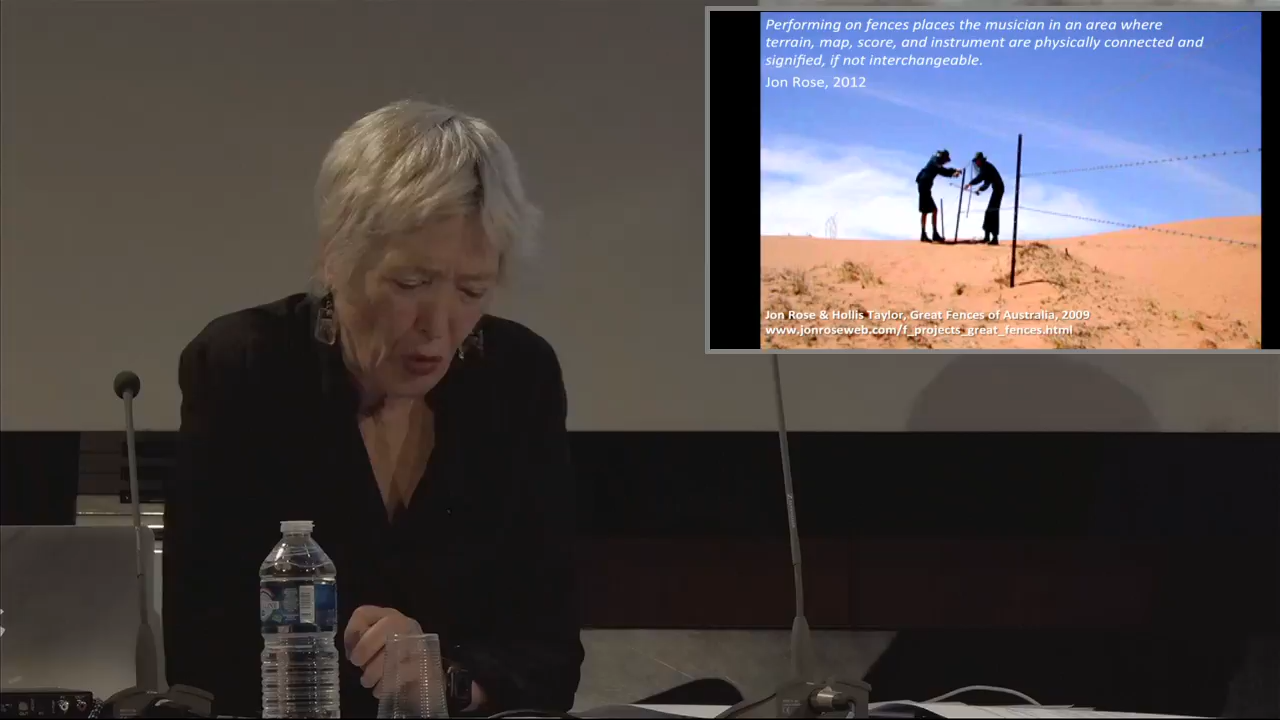 Performing on fences places the musician in an area where
terrain, map, score, and instrument are physically connected and
signified, if not interchangeable.
Jon Rose, 2012
Jon Rose & Hollis Taylor, Great Fences of Australia, 2009
www.jonroseweb.com/f_projects_great_fences.html